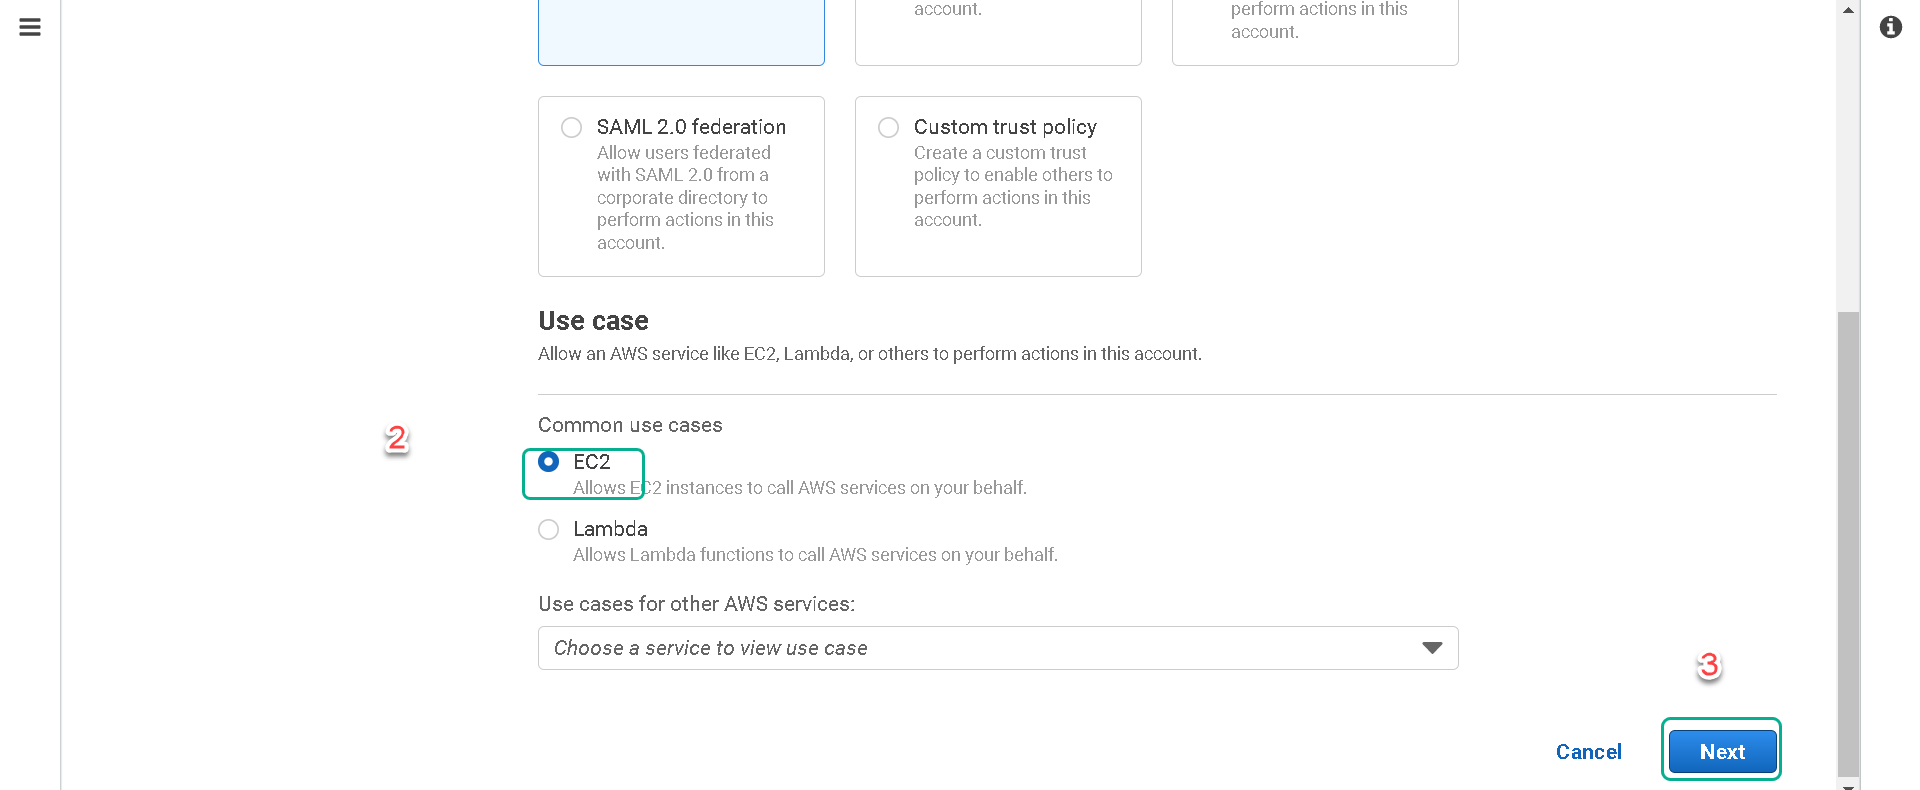 account.
perform actions in this
account.
SAML 2.0 federation
Allow users federated
with SAML 2.0 from a
corporate directory to
perform actions in this
account.
Custom trust policy
Create a custom trust
policy to enable others to
perform actions in this
account.
Use case
Allow an AWS service like EC2, Lambda, or others to perform actions in this account.
Common use cases
2
EC2
Allows EC2 instances to call AWS services on your behalf.
Lambda
Allows Lambda functions to call AWS services on your behalf.
Use cases for other AWS services:
Choose a service to view use case
3
Cancel
Next